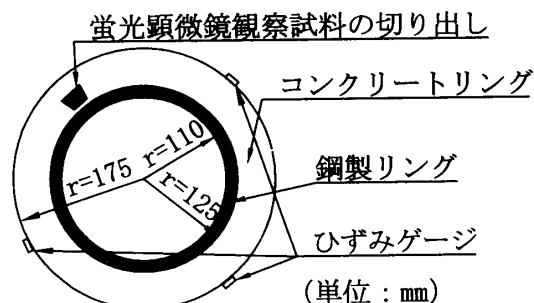 蛍光顕微鏡観察試料の切り出し
コンクリートリング
r=175
r=110
鋼製リング
r=125
ひずみゲージ
(単位：mm)